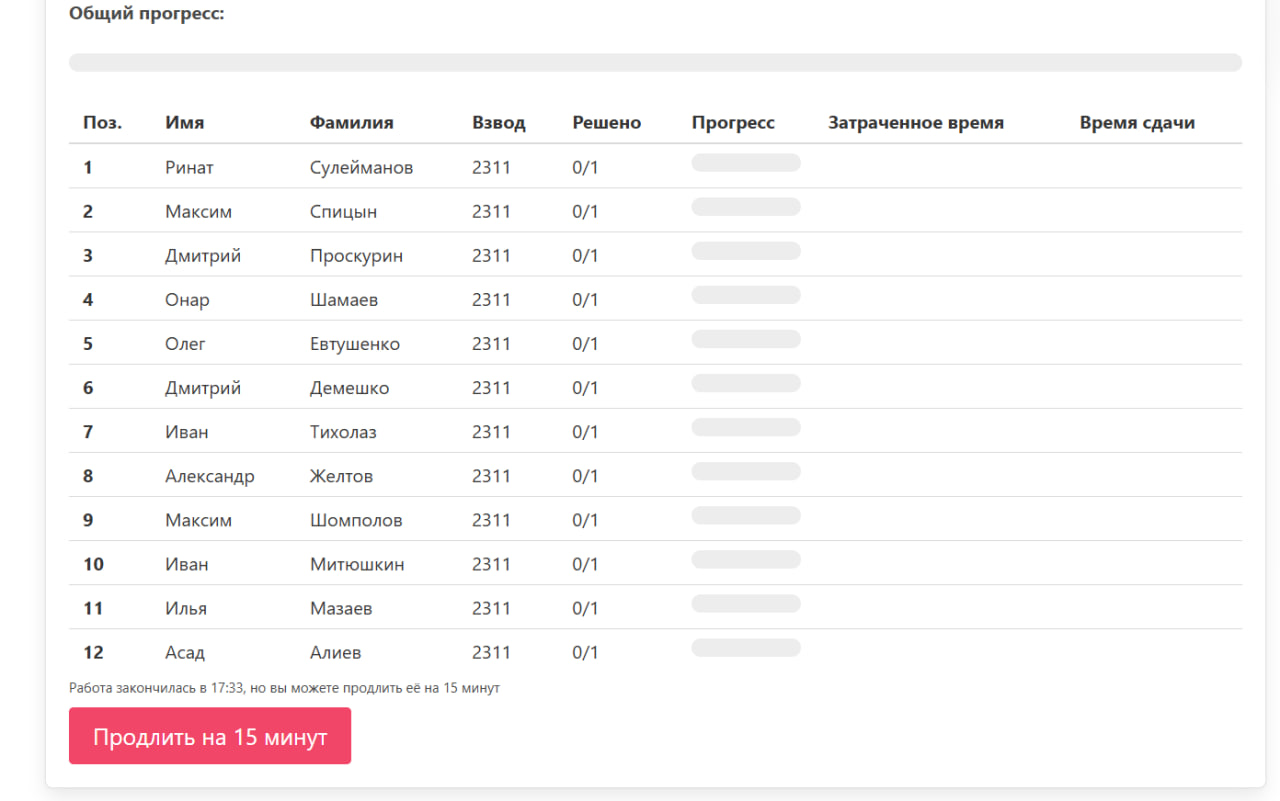 Общий прогресс:
Поз. Имя Фамилия Взвод Решено Прогресс Затраченное время Время сдачи
1 Ринат Сулейманов 2311 0/1
2 Максим Спицын 2311 0/1
3 Дмитрий Проскурин 2311 0/1
4 Онар Шамаев 2311 0/1
5 Олег Евтушенко 2311 0/1
6 Дмитрий Демешко 2311 0/1
7 Иван Тихолаз 2311 0/1
8 Александр Желтов 2311 0/1
9 Максим Шомполов 2311 0/1
10 Иван Митюшкин 2311 0/1
11 Илья Мазаев 2311 0/1
12 Асад Алиев 2311 0/1
Работа закончилась в 17:33, но вы можете продлить её на 15 минут
Продлить на 15 минут